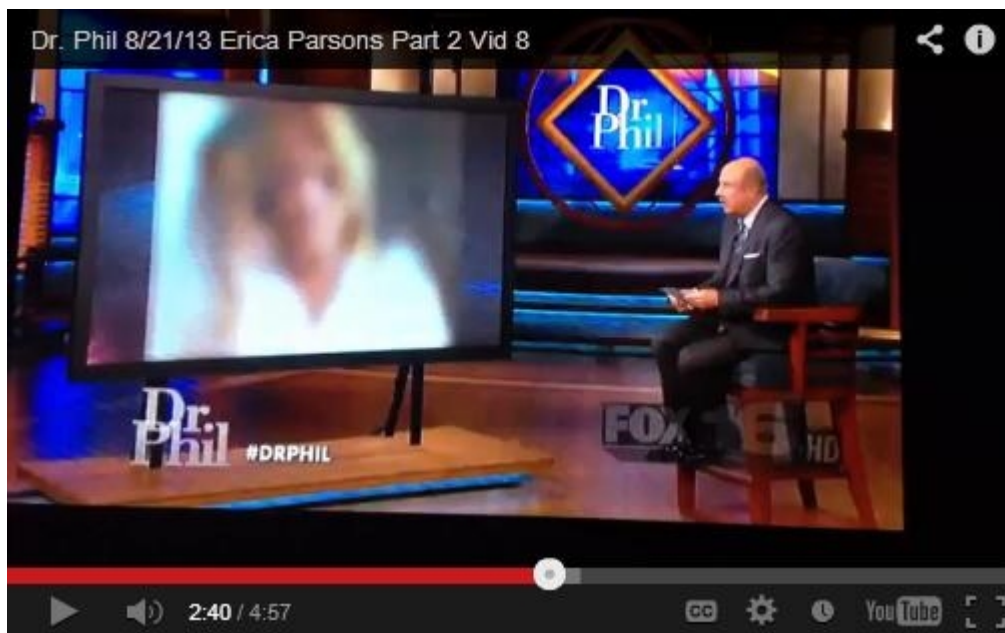 Dr. Phil 8/21/13 Erica Parsons Part 2 Vid 8
Dr.
Phil
Dr.
Phil #DRPHIL
FOX 16
HD
2:40 / 4:57
CC
YouTube